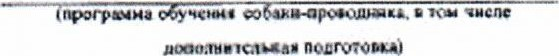 (программа обучения собаки-проводника, в том числе
дополнительная подготовка)